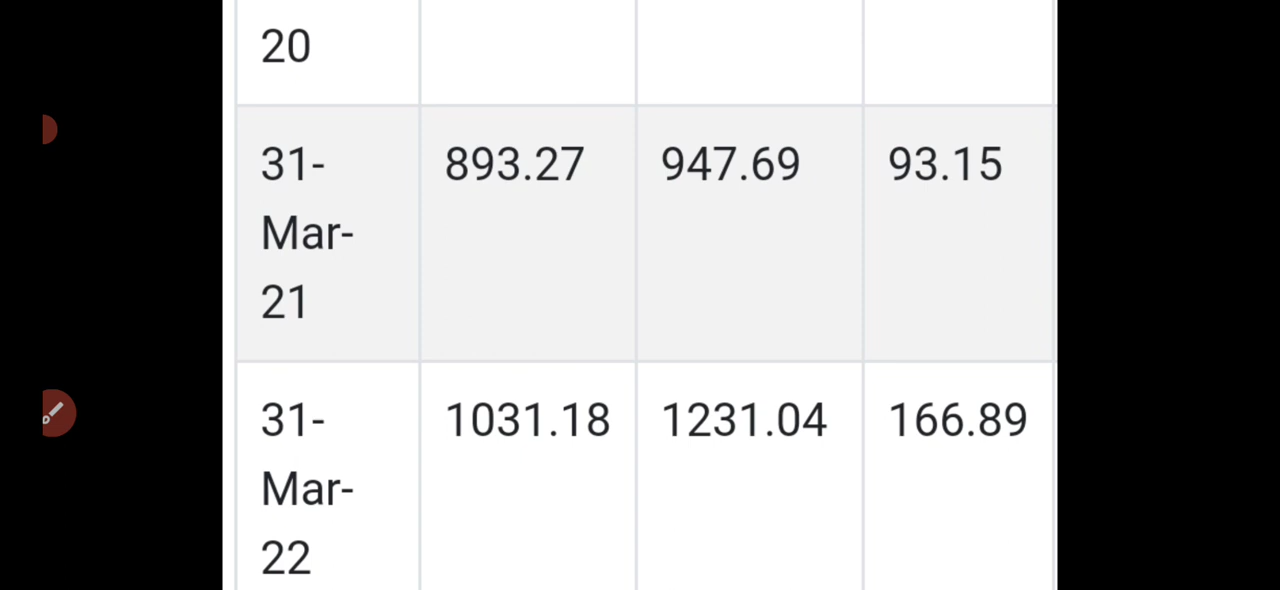 20
31- 893.27 947.69 93.15
Mar-
21
31- 1031.18 1231.04 166.89
Mar-
22